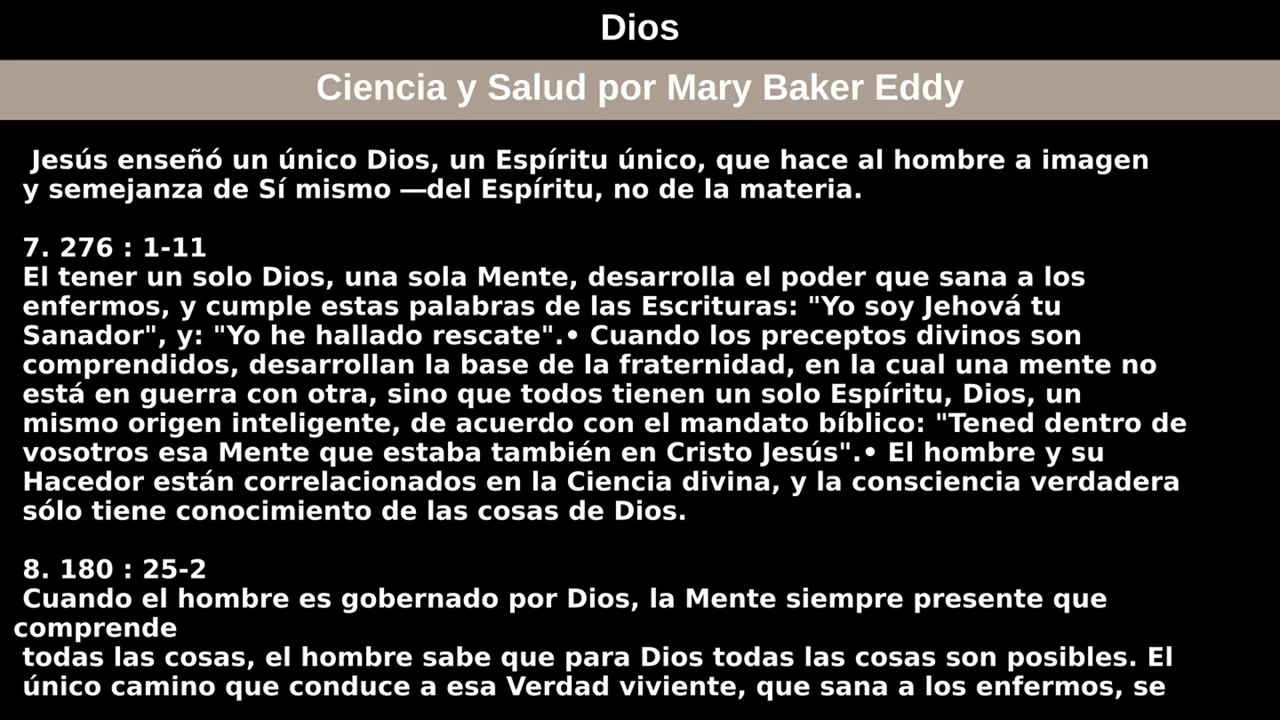 Dios
Ciencia y Salud por Mary Baker Eddy
Jesús enseñó un único Dios, un Espíritu único, que hace al hombre a imagen
y semejanza de Sí mismo —del Espíritu, no de la materia.
7. 276 : 1-11
El tener un solo Dios, una sola Mente, desarrolla el poder que sana a los
enfermos, y cumple estas palabras de las Escrituras: "Yo soy Jehová tu
Sanador", y: "Yo he hallado rescate".• Cuando los preceptos divinos son
comprendidos, desarrollan la base de la fraternidad, en la cual una mente no
está en guerra con otra, sino que todos tienen un solo Espíritu, Dios, un
mismo origen inteligente, de acuerdo con el mandato bíblico: "Tened dentro de
vosotros esa Mente que estaba también en Cristo Jesús".• El hombre y su
Hacedor están correlacionados en la Ciencia divina, y la consciencia verdadera
sólo tiene conocimiento de las cosas de Dios.
8. 180 : 25-2
Cuando el hombre es gobernado por Dios, la Mente siempre presente que
comprende
todas las cosas, el hombre sabe que para Dios todas las cosas son posibles. El
único camino que conduce a esa Verdad viviente, que sana a los enfermos, se